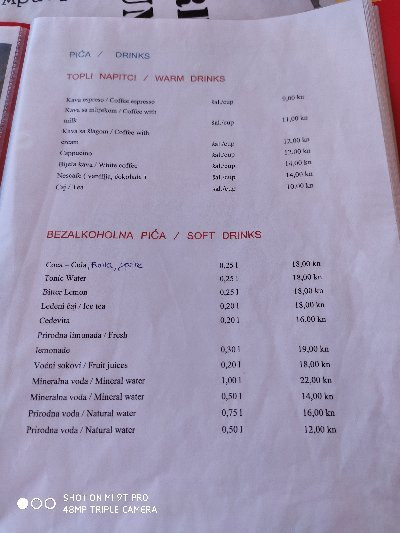 PIĆA / DRINKS
TOPLI NAPITCI / WARM DRINKS
Kava espreso / Coffee espresso šal./cup 9,00 kn
Kava sa mlijekom / Coffee with
milk šal./cup 11,00 kn
Kava sa šlagom / Coffee with
cream šal./cup 12,00 kn
Cappucino šal./cup 12,00 kn
Bijela kava / White coffee šal./cup 14,00 kn
Nescafe ( vanilija, čokolada ) šal./cup 14,00 kn
Čaj / Tea šal./cup 10,00 kn
BEZALKOHOLNA PIĆA / SOFT DRINKS
Coca – Cola, Fanta, 0,25 l 18,00 kn
Tonic Water 0,25 l 18,00 kn
Bitter Lemon 0,25 l 18,00 kn
Ledeni čaj / Ice tea 0,20 l 18,00 kn
Cedevita 0,20 l 16,00 kn
Prirodna limunada / Fresh
lemonade 0,30 l 19,00 kn
Voćni sokovi / Fruit juices 0,20 l 18,00 kn
Mineralna voda / Mineral water 1,00 l 22,00 kn
Mineralna voda / Mineral water 0,50 l 14,00 kn
Prirodna voda / Natural water 0,75 l 16,00 kn
Prirodna voda / Natural water 0,50 l 12,00 kn
SHOT ON MI 9T PRO
48MP TRIPLE CAMERA